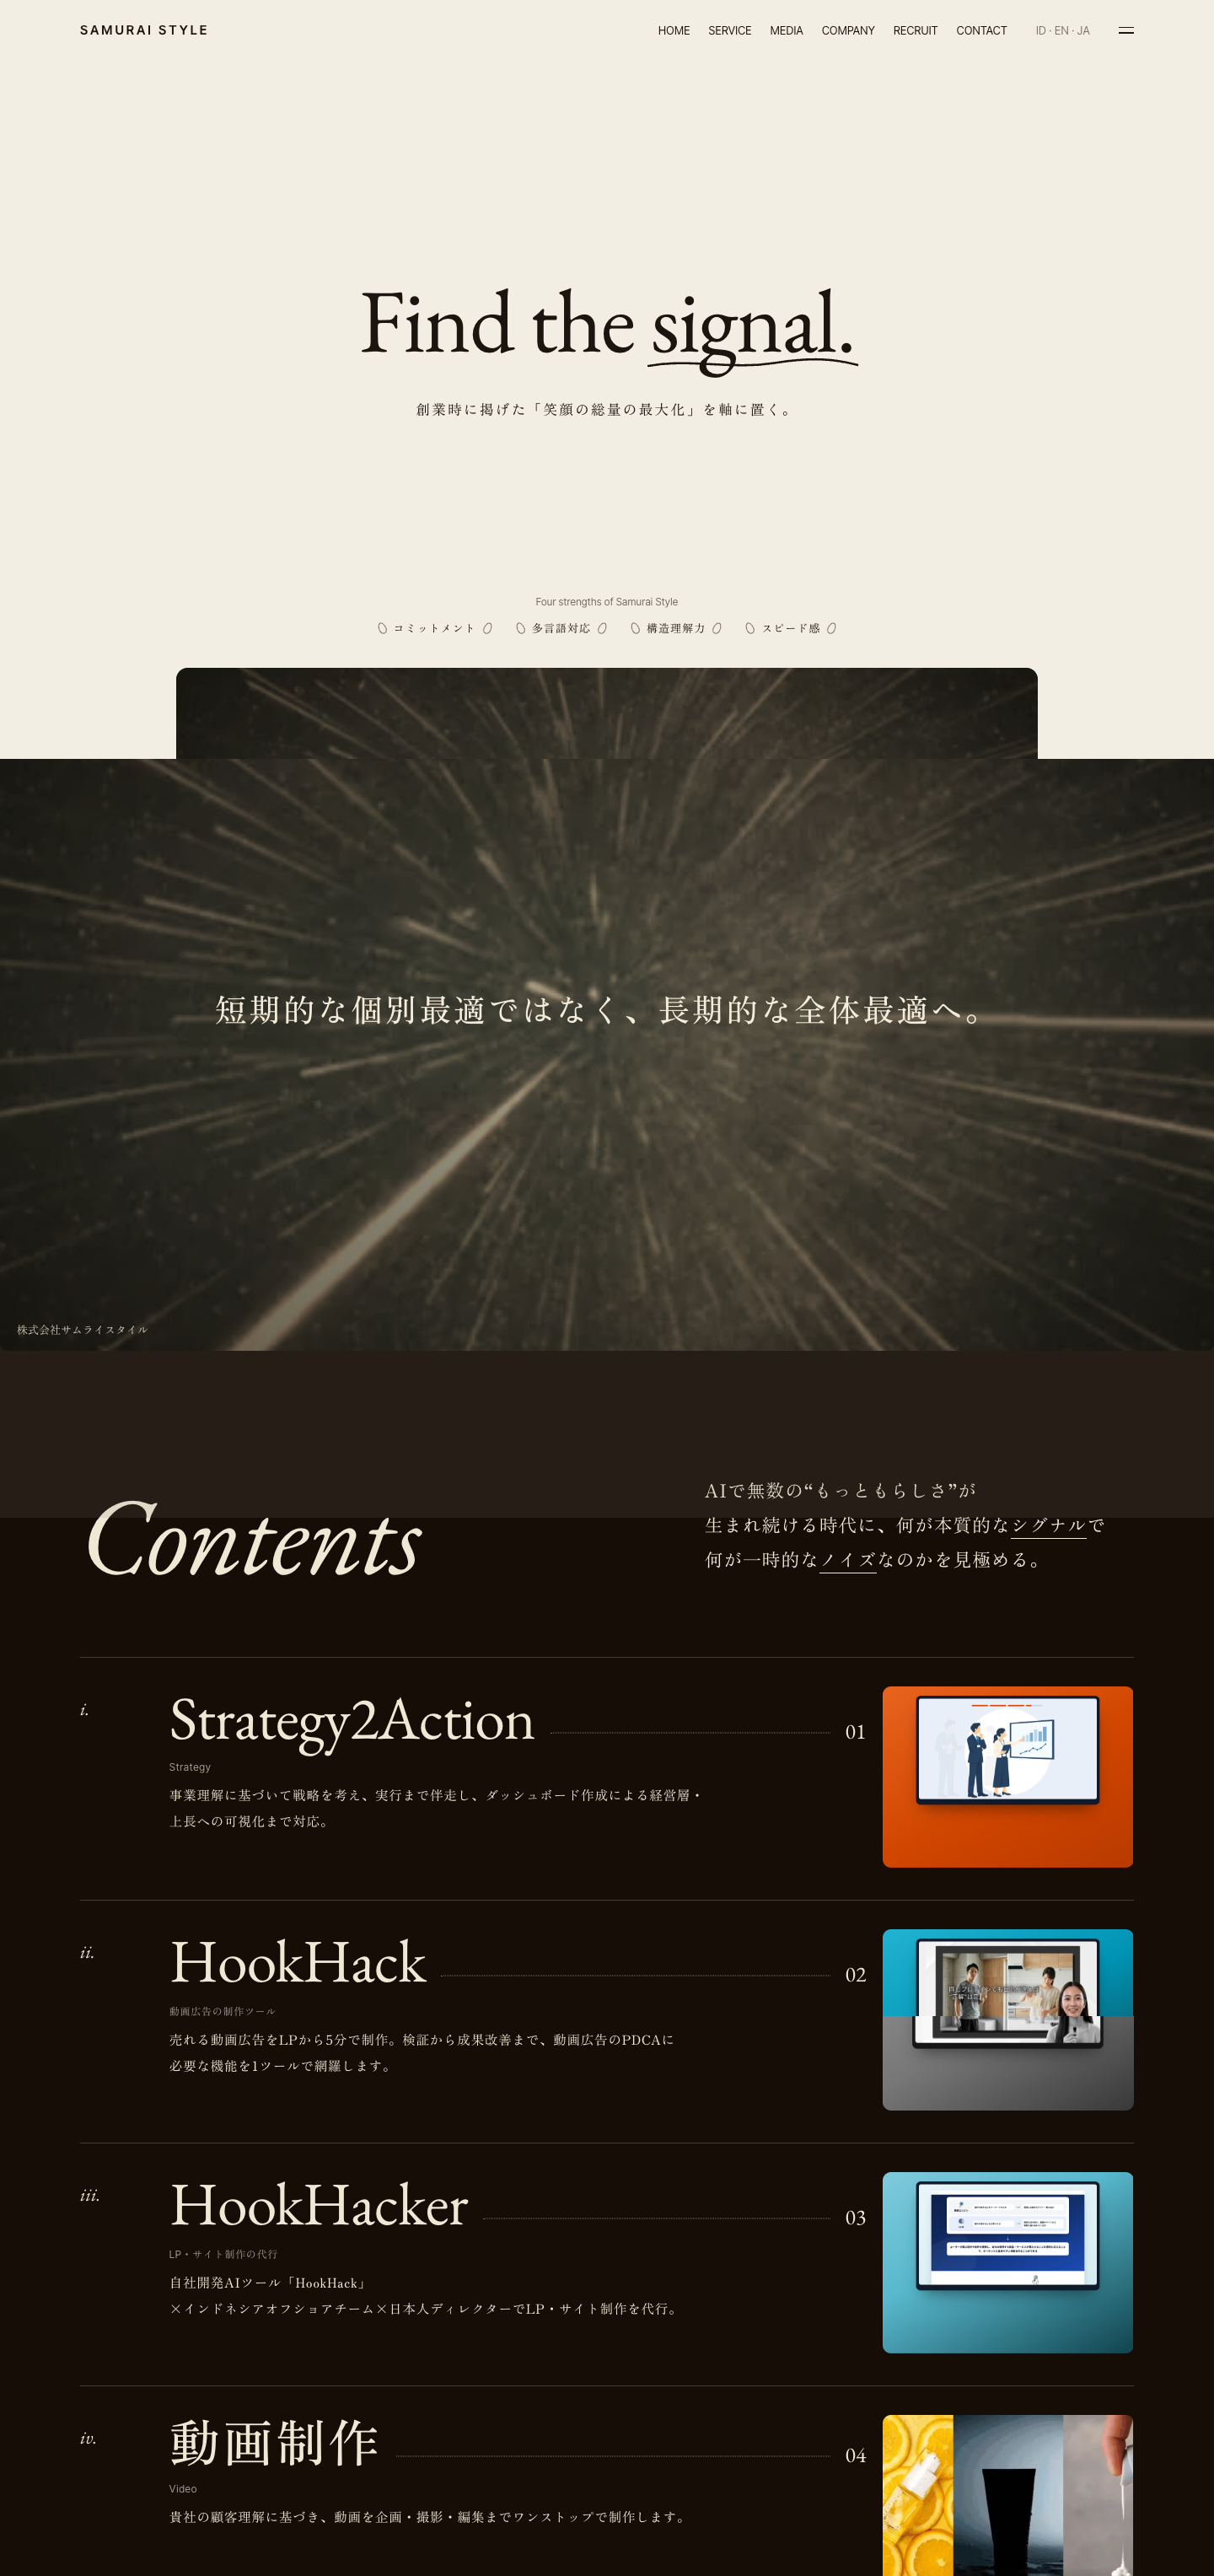 SAMURAI STYLE
HOME SERVICE MEDIA COMPANY RECRUIT CONTACT ID · EN · JA
Find the signal.
創業時に掲げた「笑顔の総量の最大化」を軸に置く。
Four strengths of Samurai Style
コミットメント 多言語対応 構造理解力 スピード感
短期的な個別最適ではなく、長期的な全体最適へ。
株式会社サムライスタイル
Contents
AIで無数の“もっともらしさ”が
生まれ続ける時代に、何が本質的なシグナルで
何が一時的なノイズなのかを見極める。
i.
Strategy2Action
01
Strategy
事業理解に基づいて戦略を考え、実行まで伴走し、ダッシュボード作成による経営層・
上長への可視化まで対応。
ii.
HookHack
02
動画広告の制作ツール
売れる動画広告をLPから5分で制作。検証から成果改善まで、動画広告のPDCAに
必要な機能を1ツールで網羅します。
iii.
HookHacker
03
LP・サイト制作の代行
自社開発AIツール「HookHack」
×インドネシアオフショアチーム×日本人ディレクターでLP・サイト制作を代行。
iv.
動画制作
04
Video
貴社の顧客理解に基づき、動画を企画・撮影・編集までワンストップで制作します。